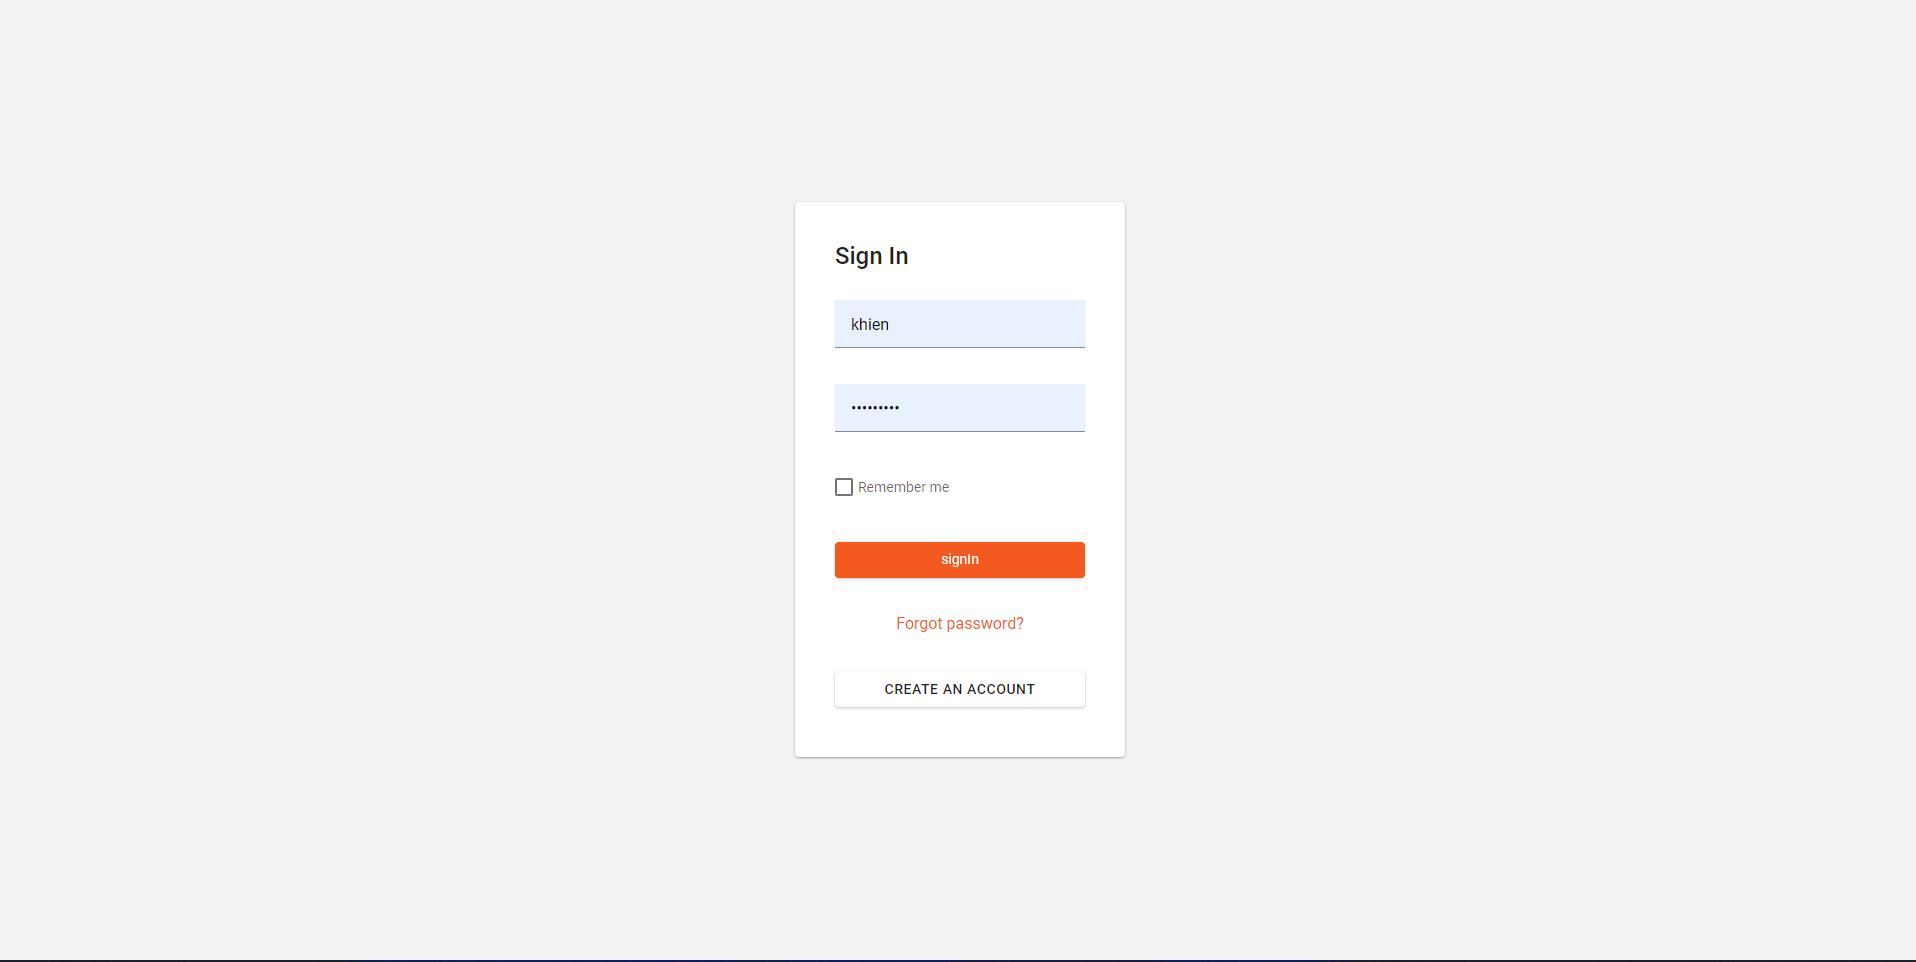 Sign In
khien
•••••••••
Remember me
signIn
Forgot password?
CREATE AN ACCOUNT